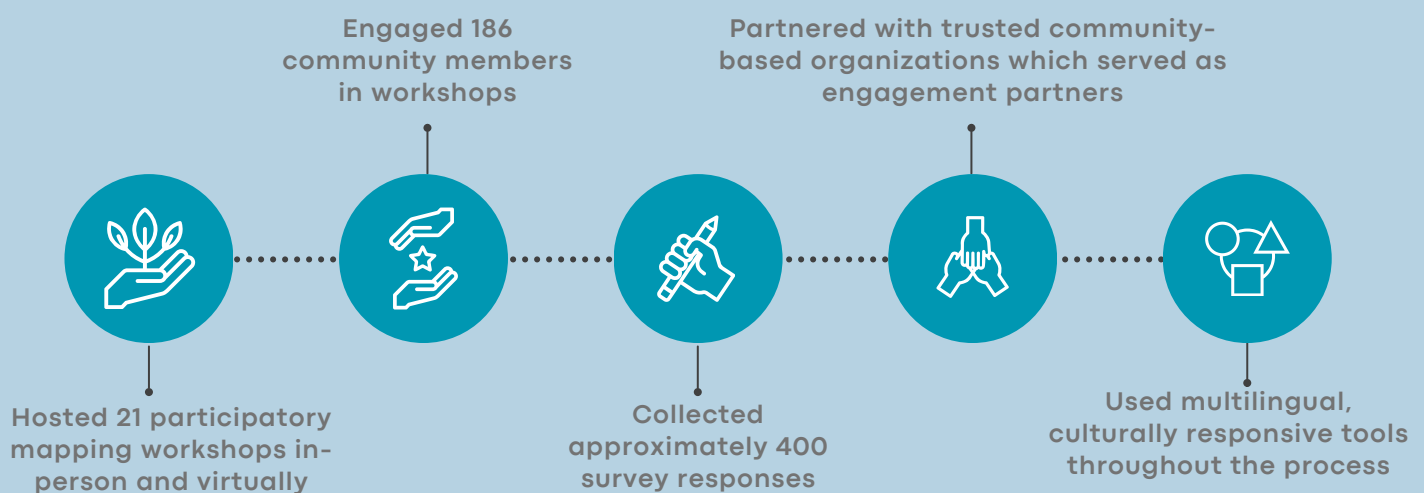 Engaged 186
community members
in workshops
Partnered with trusted community-
based organizations which served as
engagement partners
Hosted 21 participatory
mapping workshops in-
person and virtually
Collected
approximately 400
survey responses
Used multilingual,
culturally responsive tools
throughout the process